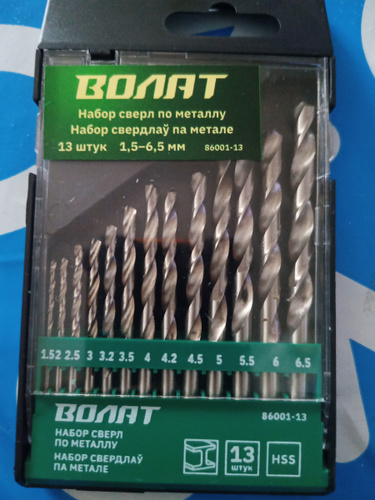 ВОЛАТ
Набор сверл по металлу
Набор свердлаў па метале
13 штук 1,5–6,5 мм 86001-13
1.5 2 2.5 3 3.2 3.5 4 4.2 4.5 5 5.5 6 6.5
ВОЛАТ 86001-13
НАБОР СВЕРЛ
ПО МЕТАЛЛУ
НАБОР СВЕРДЛАЎ
ПА МЕТАЛЕ
13
ШТУК
HSS